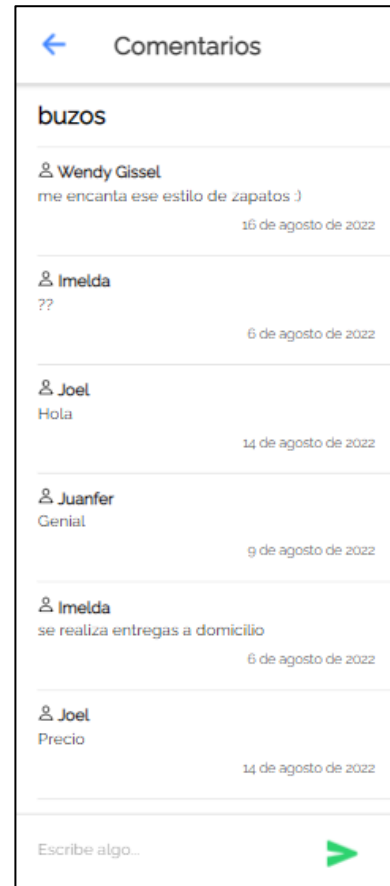 Comentarios
buzos
Wendy Gissel
me encanta ese estilo de zapatos :)
16 de agosto de 2022
Imelda
??
6 de agosto de 2022
Joel
Hola
14 de agosto de 2022
Juanfer
Genial
9 de agosto de 2022
Imelda
se realiza entregas a domicilio
6 de agosto de 2022
Joel
Precio
14 de agosto de 2022
Escribe algo...